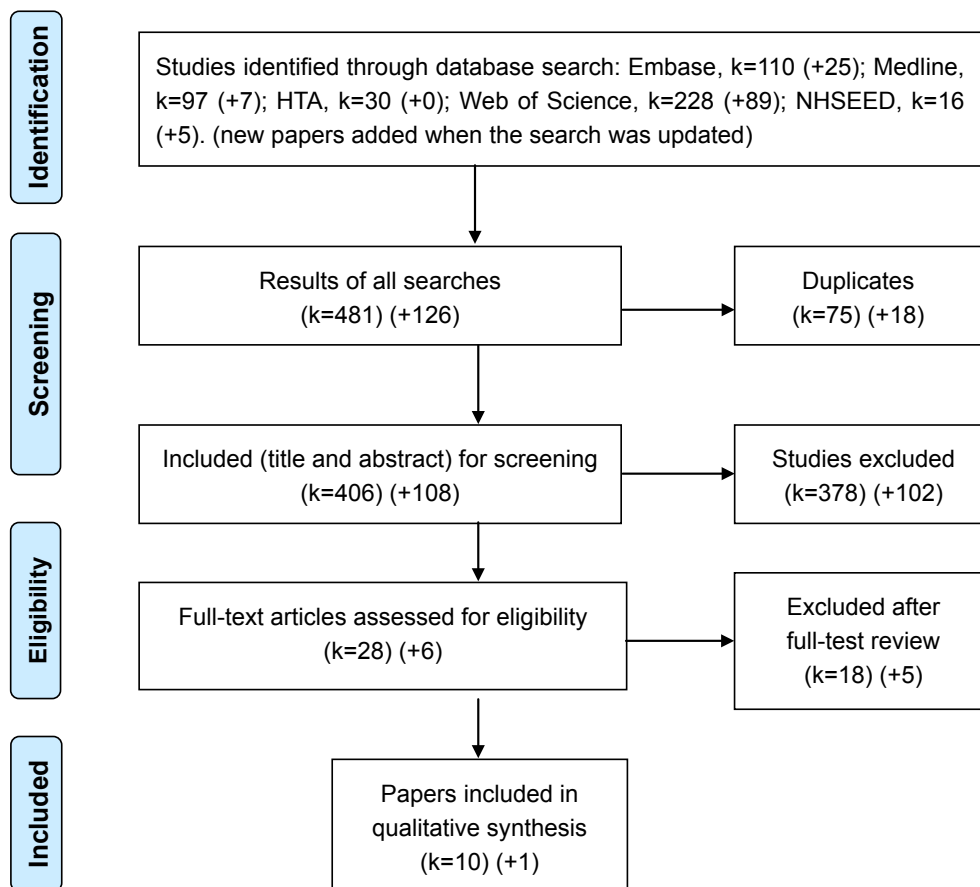 Identification
Studies identified through database search: Embase, k=110 (+25); Medline,
k=97 (+7); HTA, k=30 (+0); Web of Science, k=228 (+89); NHSEED, k=16
(+5). (new papers added when the search was updated)
Screening
Results of all searches
(k=481) (+126)
Duplicates
(k=75) (+18)
Included (title and abstract) for screening
(k=406) (+108)
Studies excluded
(k=378) (+102)
Eligibility
Full-text articles assessed for eligibility
(k=28) (+6)
Excluded after
full-test review
(k=18) (+5)
Included
Papers included in
qualitative synthesis
(k=10) (+1)